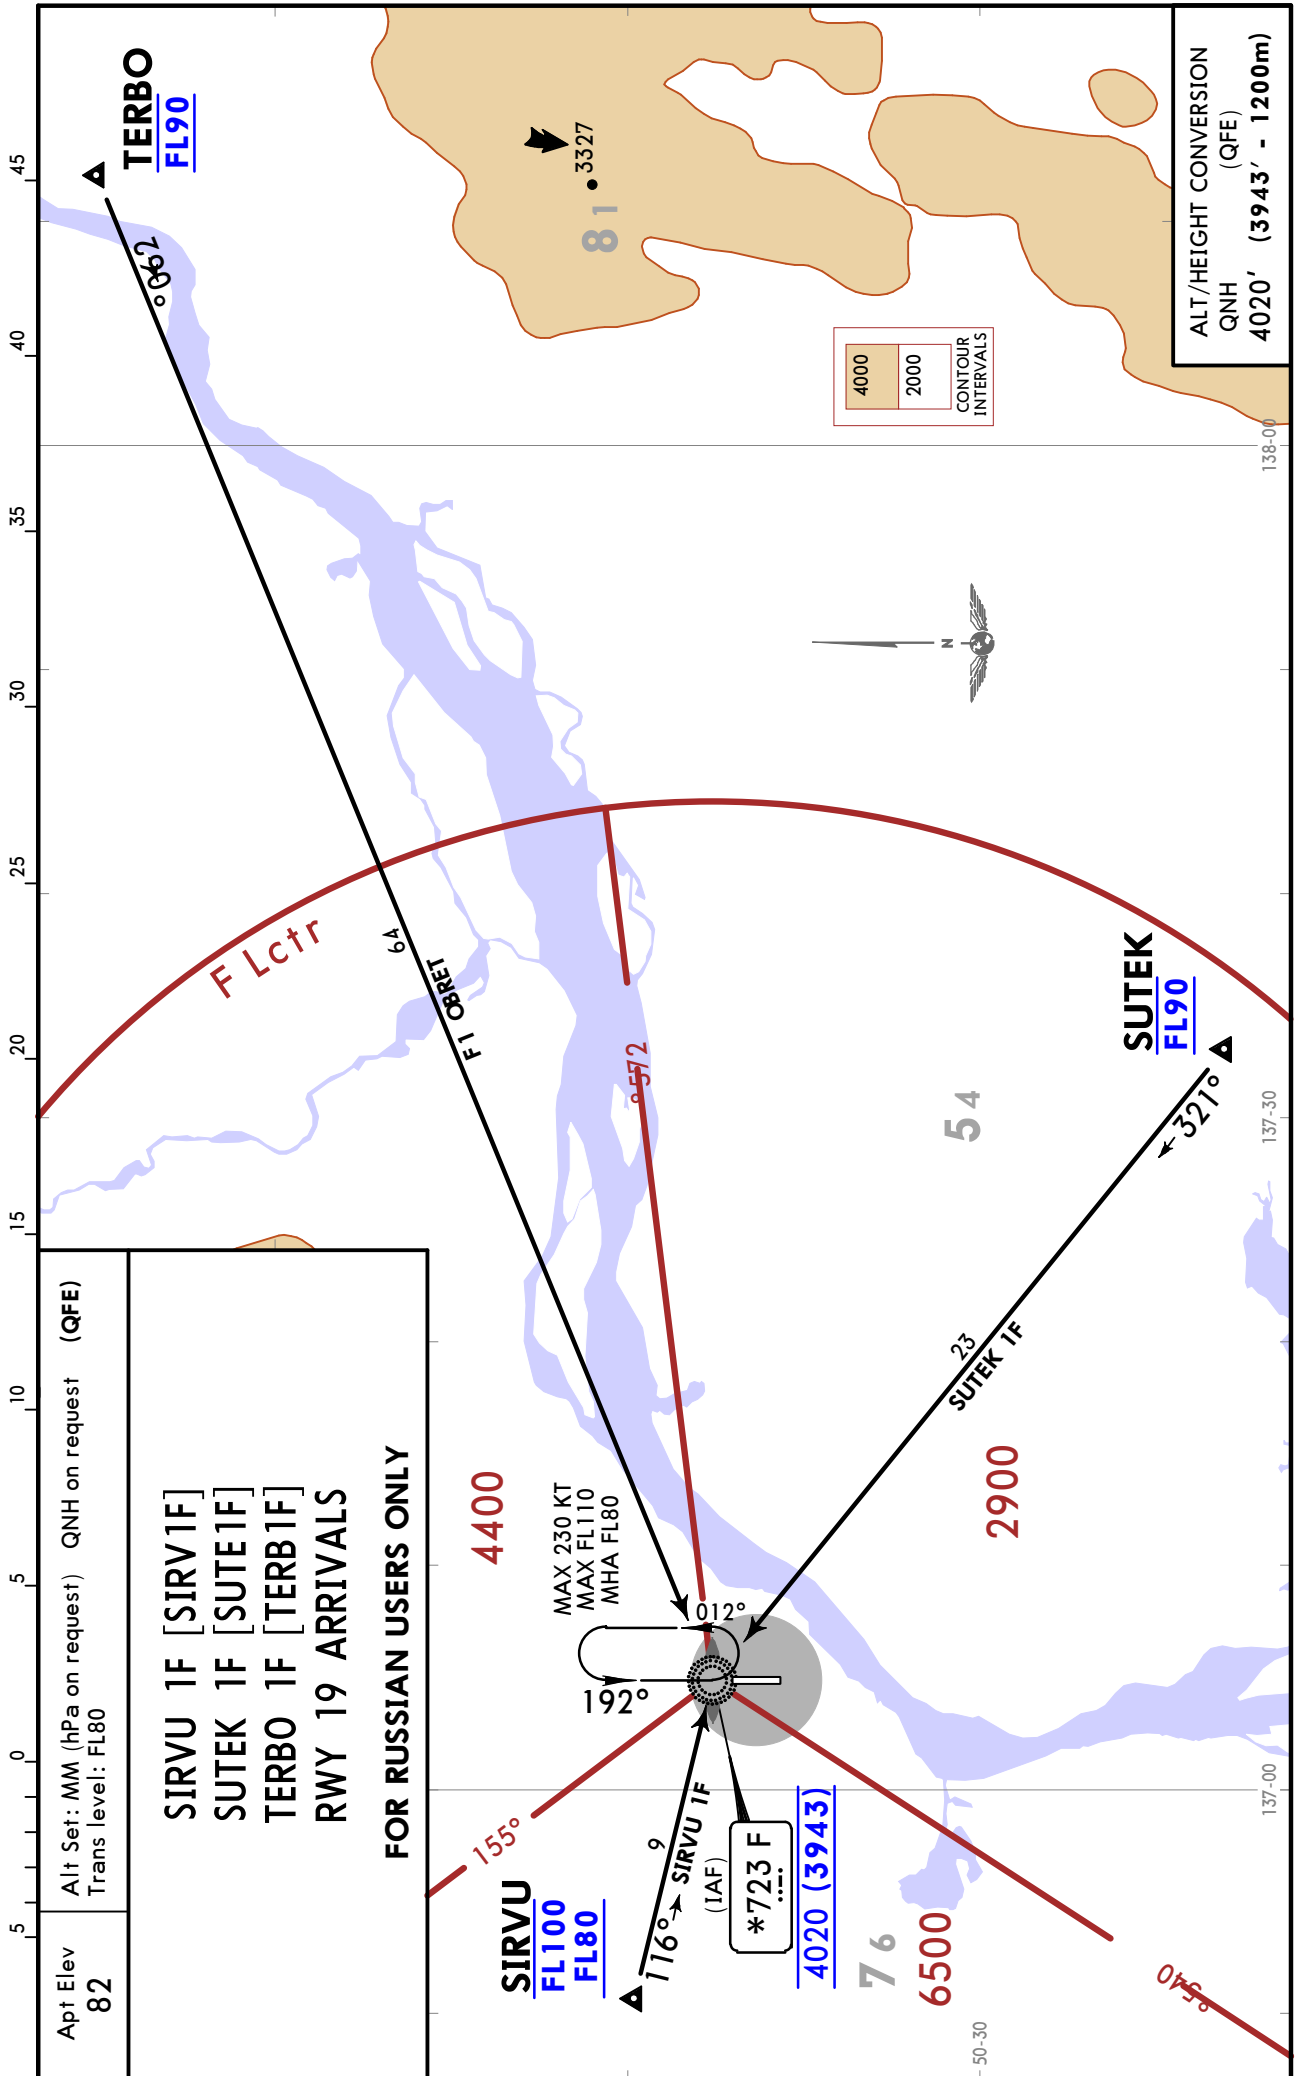 Apt Elev
82
Alt Set: MM (hPa on request) QNH on request (QFE)
Trans level: FL80
SIRVU 1F [SIRV1F]
SUTEK 1F [SUTE1F]
TERBO 1F [TERB1F]
RWY 19 ARRIVALS
FOR RUSSIAN USERS ONLY
5
0
5
10
15
20
25
30
35
40
45
TERBO
FL90
062°
64
F Lctr
3327
81
4000
2000
CONTOUR
INTERVALS
ALT/HEIGHT CONVERSION
QNH (QFE)
4020' (3943' - 1200m)
138-00
N
275°
SUTEK
FL90
321°
23
SUTEK 1F
54
137-30
4400
2900
MAX 230 KT
MAX FL110
MHA FL80
012°
192°
155°
SIRVU
FL100
FL80
116°
9
SIRVU 1F
(IAF)
*723 F
4020 (3943)
76
6500
045°
137-00
50-30